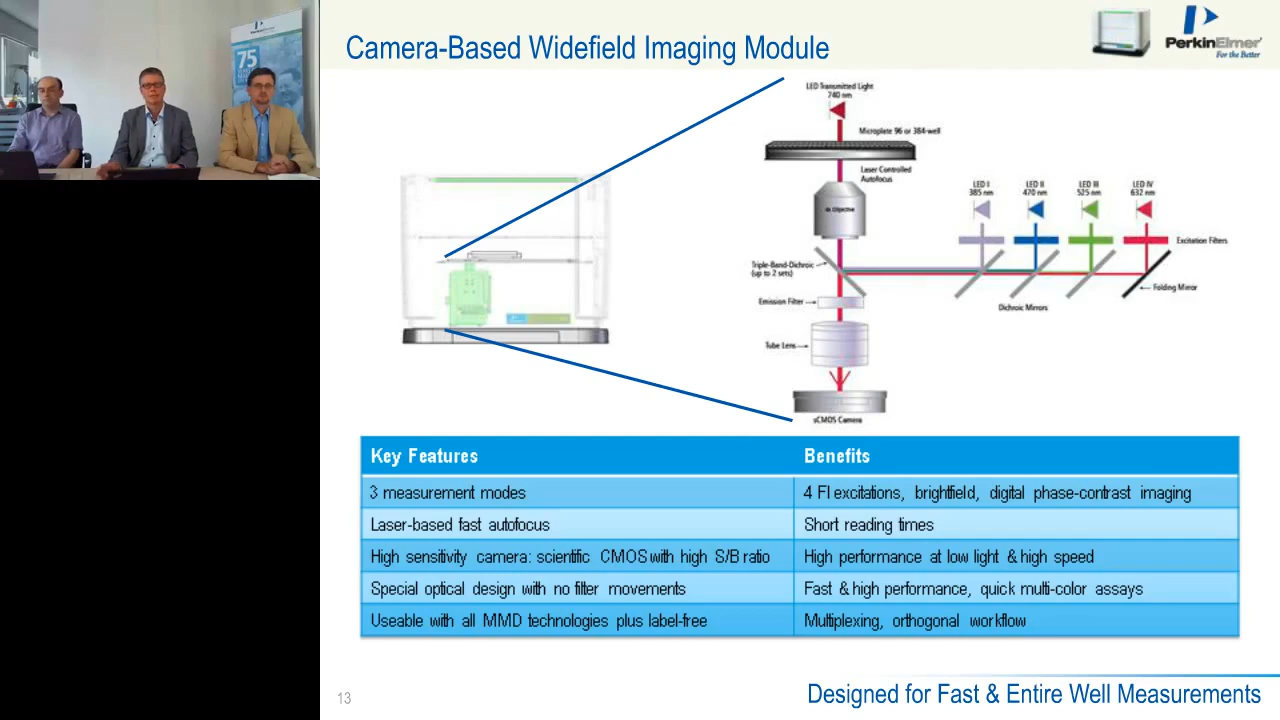 Camera-Based Widefield Imaging Module
PerkinElmer
For the Better
PerkinElmer
75
LED Transmitted Light
740 nm
Microplate 96 or 384-well
Laser Controlled
Autofocus
4x Objective
LED I
385 nm
LED II
470 nm
LED III
525 nm
LED IV
632 nm
Excitation Filters
Triple-Band-Dichroic
(up to 2 sets)
Folding Mirror
Emission Filter
Dichroic Mirrors
Tube Lens
sCMOS Camera
Key Features
Benefits
3 measurement modes
4 FI excitations, brightfield, digital phase-contrast imaging
Laser-based fast autofocus
Short reading times
High sensitivity camera: scientific CMOS with high S/B ratio
High performance at low light & high speed
Special optical design with no filter movements
Fast & high performance, quick multi-color assays
Useable with all MMD technologies plus label-free
Multiplexing, orthogonal workflow
13
Designed for Fast & Entire Well Measurements